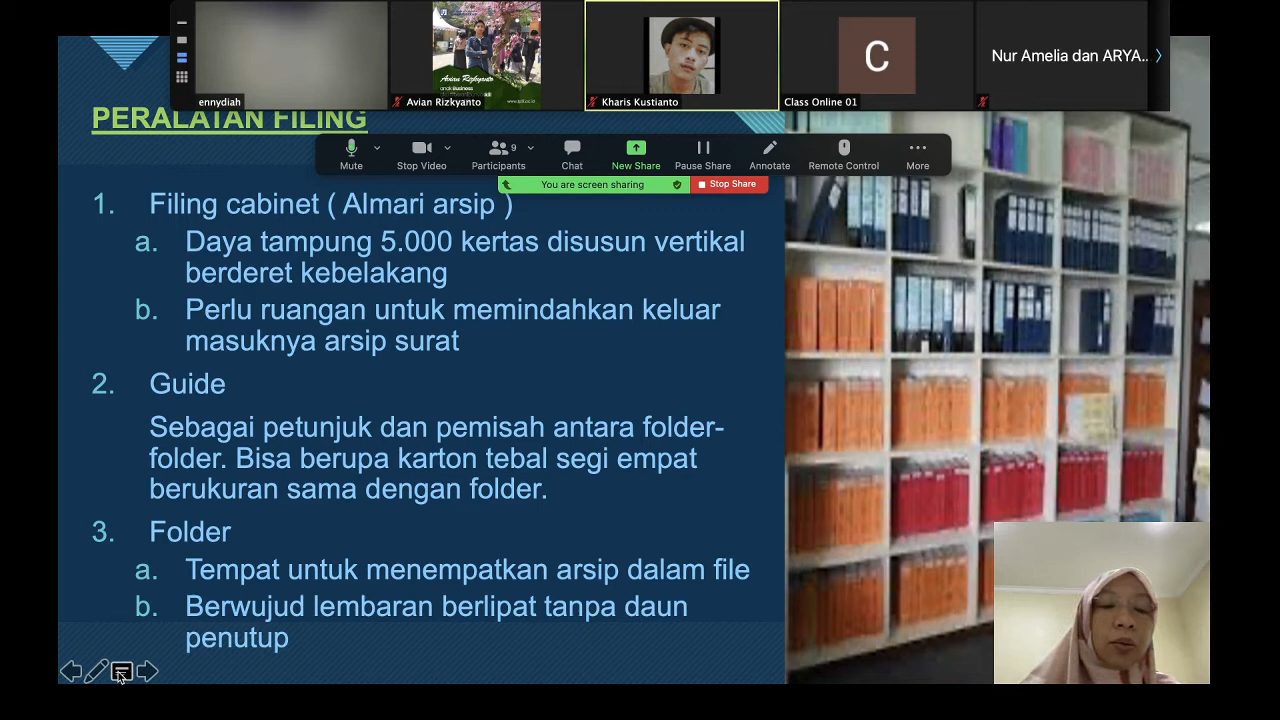 Nur Amelia dan ARYA...
C
Avian Rizkyanto
ennydiah
Avian Rizkyanto
Kharis Kustianto
Class Online 01
PERALATAN FILING
9
Mute
Stop Video
Participants
Chat
New Share
Pause Share
Annotate
Remote Control
More
You are screen sharing
Stop Share
1. Filing cabinet ( Almari arsip )
a. Daya tampung 5.000 kertas disusun vertikal
berderet kebelakang
b. Perlu ruangan untuk memindahkan keluar
masuknya arsip surat
2. Guide
Sebagai petunjuk dan pemisah antara folder-
folder. Bisa berupa karton tebal segi empat
berukuran sama dengan folder.
3. Folder
a. Tempat untuk menempatkan arsip dalam file
b. Berwujud lembaran berlipat tanpa daun
penutup